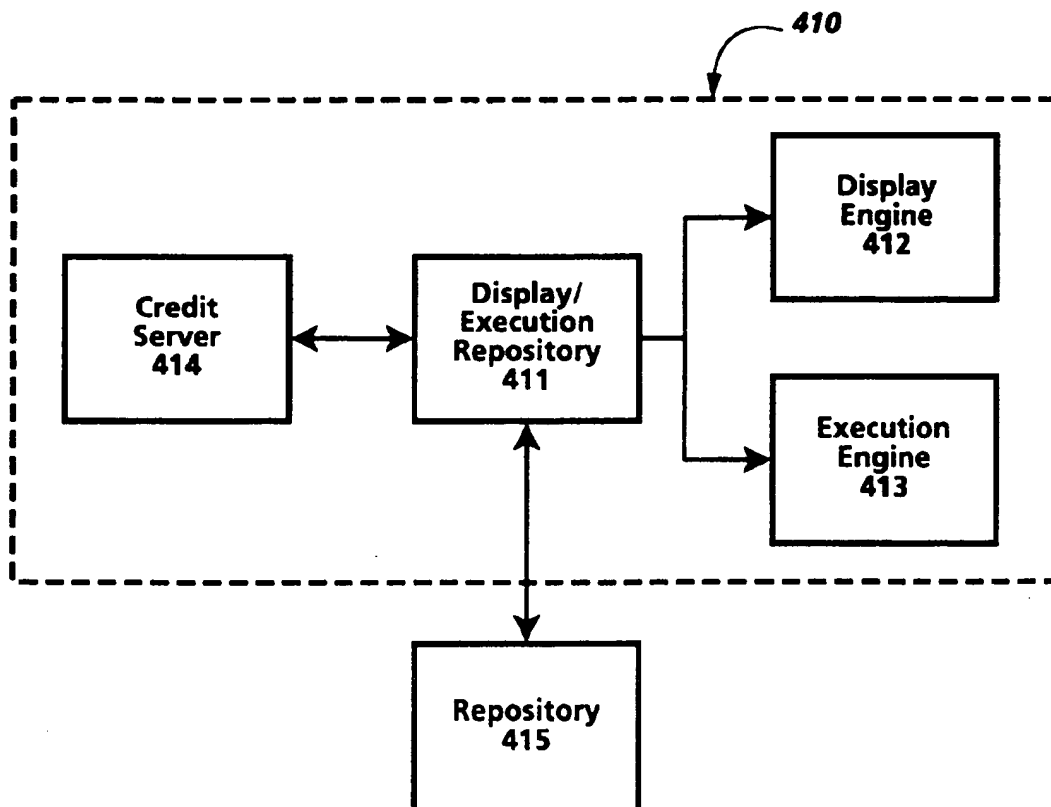 410
Display
Engine
412
Credit
Server
414
Display/
Execution
Repository
411
Execution
Engine
413
Repository
415